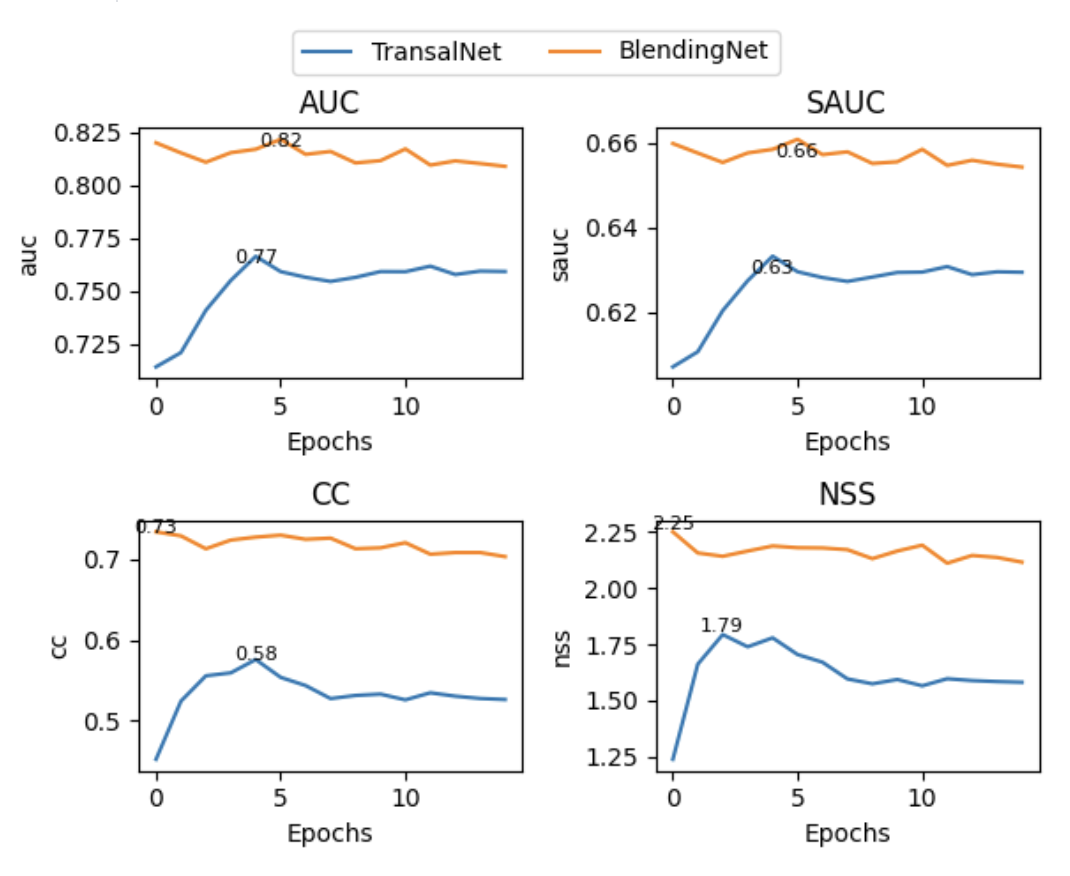 TransalNet BlendingNet
AUC
0.825
0.800
0.775
0.750
0.725
auc
0.82
0.77
0 5 10
Epochs
SAUC
0.66
0.64
0.62
sauc
0.66
0.63
0 5 10
Epochs
CC
0.7
0.6
0.5
cc
0.73
0.58
0 5 10
Epochs
NSS
2.25
2.00
1.75
1.50
1.25
nss
2.25
1.79
0 5 10
Epochs